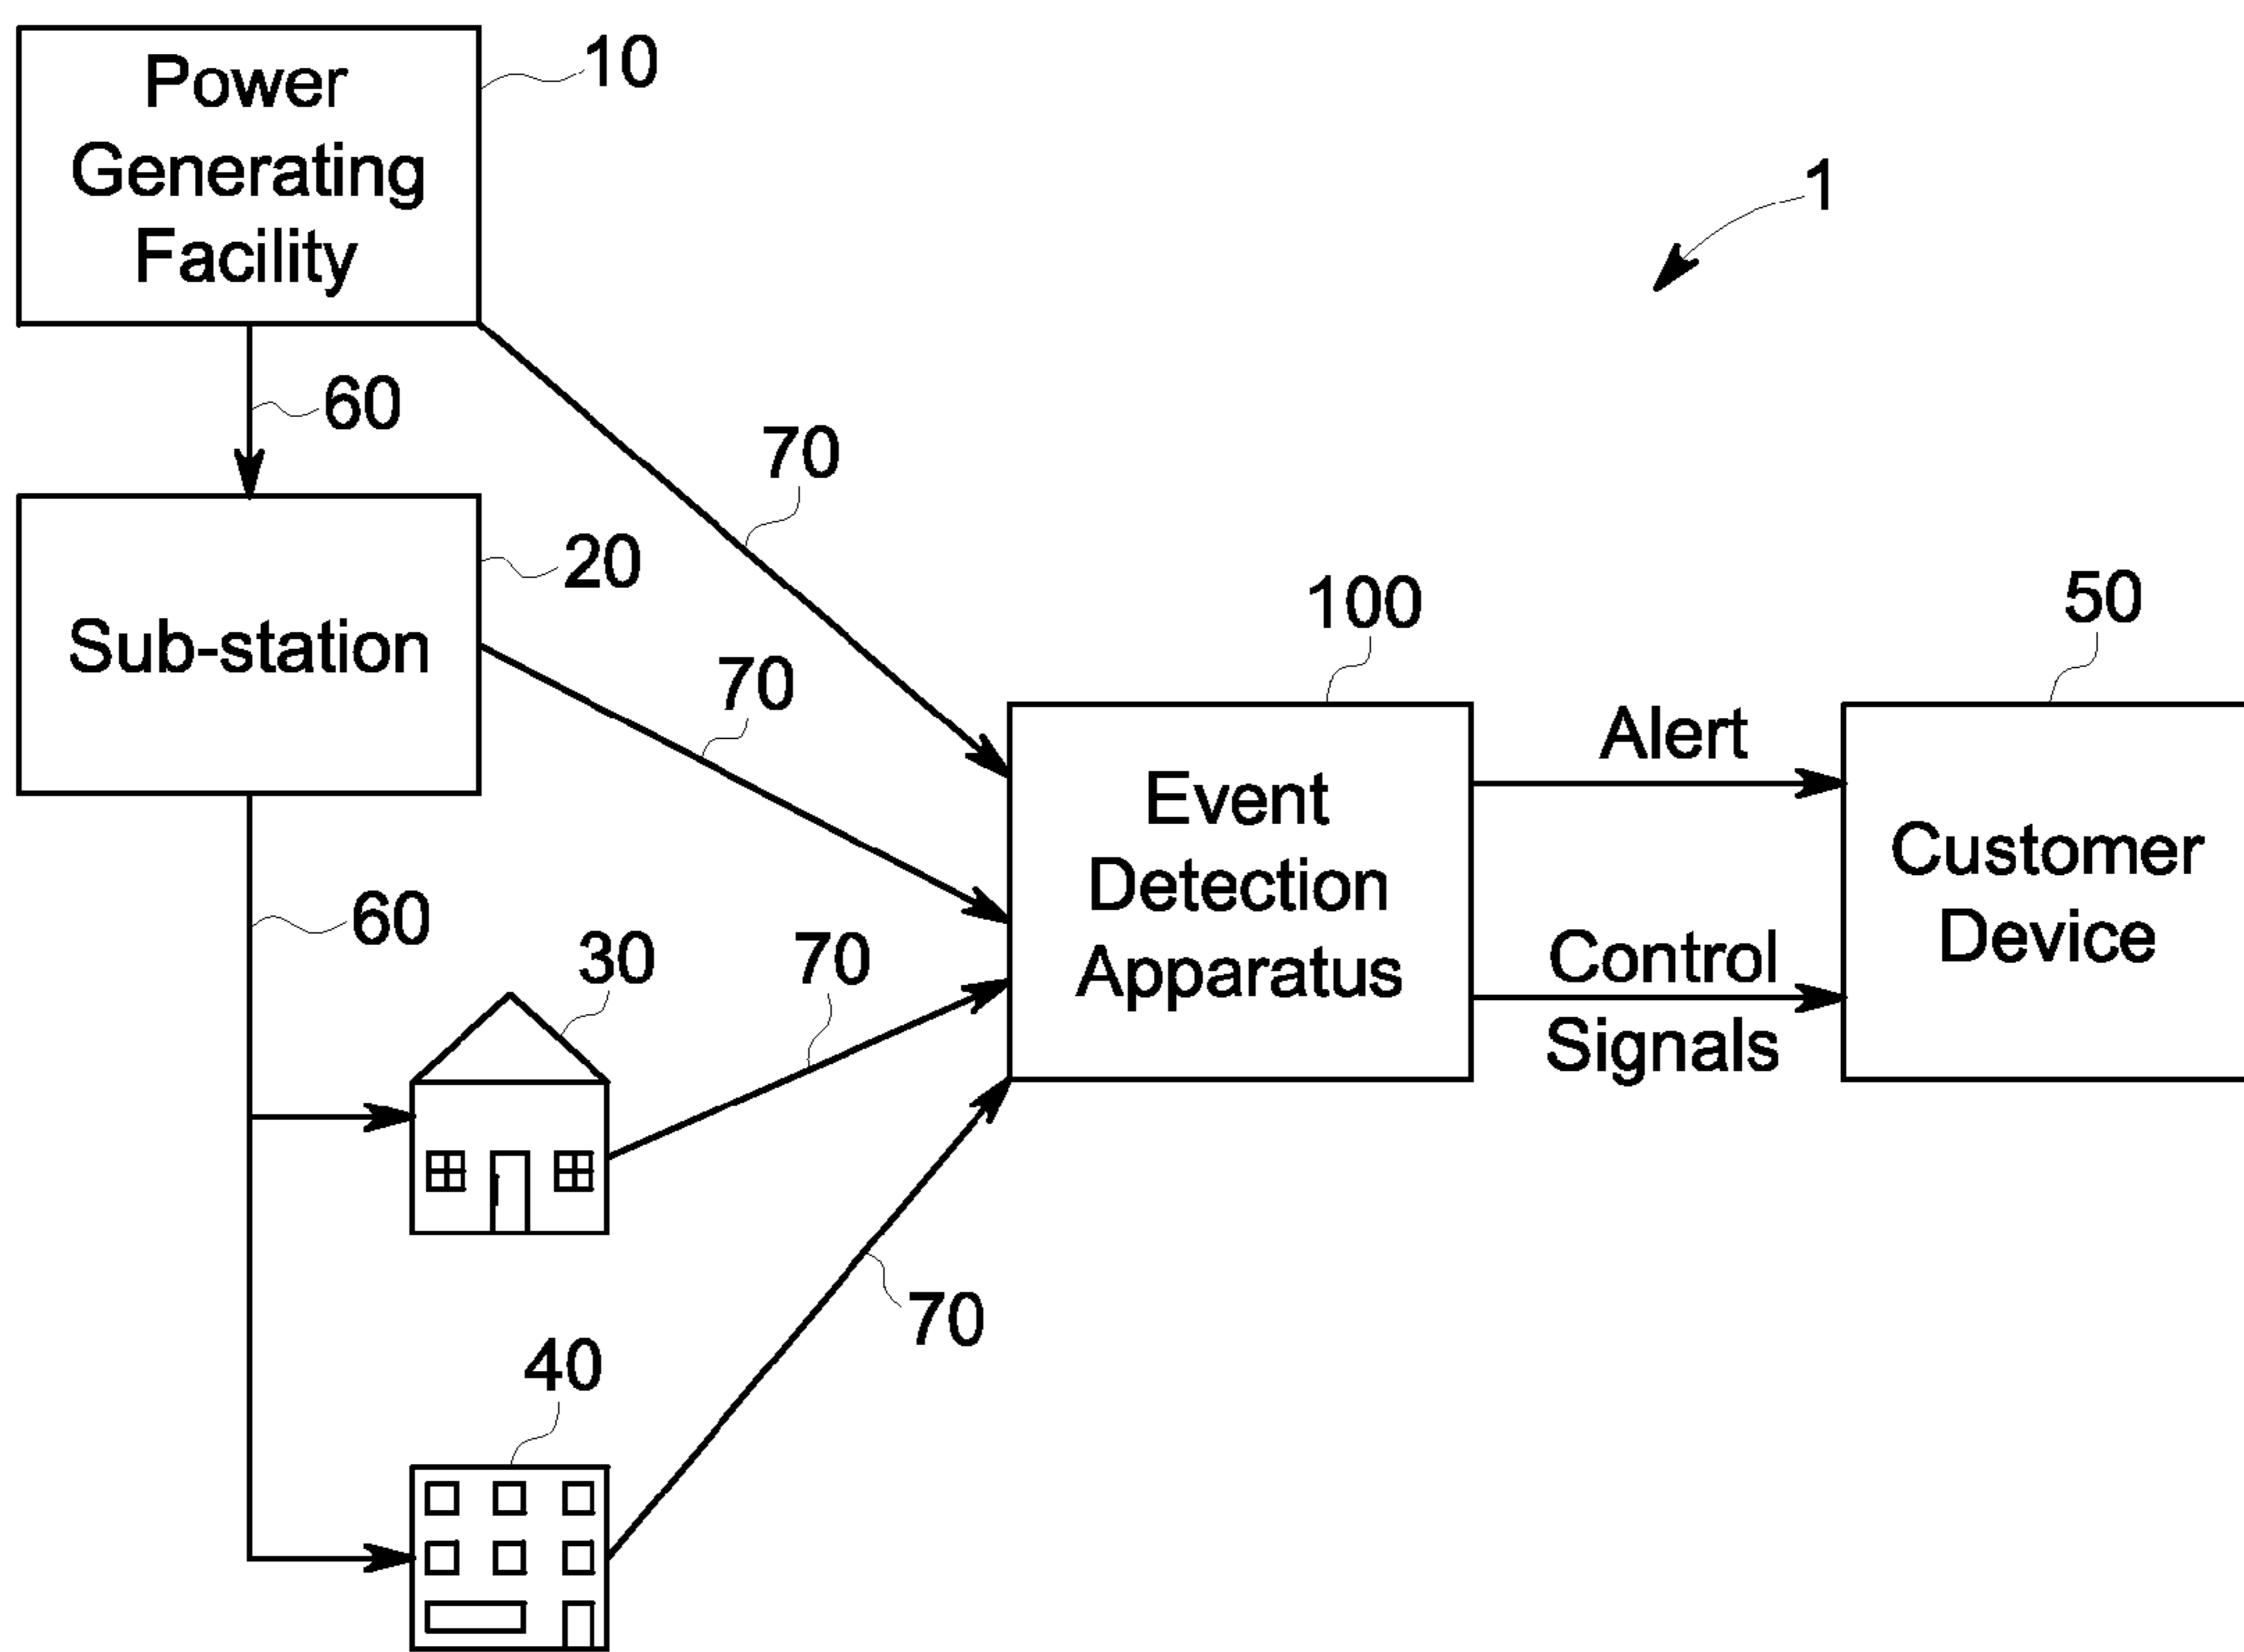 Power
Generating
Facility
10
1
60
70
20
Sub-station
70
100
50
Event
Detection
Apparatus
Alert
Control
Signals
Customer
Device
60
30
70
70
40